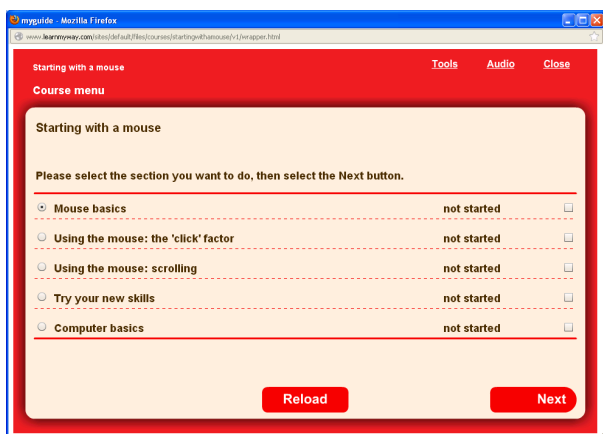 myguide - Mozilla Firefox
www.learnmyway.com/sites/default/files/courses/startingwithamouse/v1/wrapper.html
Starting with a mouse
Tools Audio Close
Course menu
Starting with a mouse
Please select the section you want to do, then select the Next button.
Mouse basics not started
Using the mouse: the 'click' factor not started
Using the mouse: scrolling not started
Try your new skills not started
Computer basics not started
Reload Next